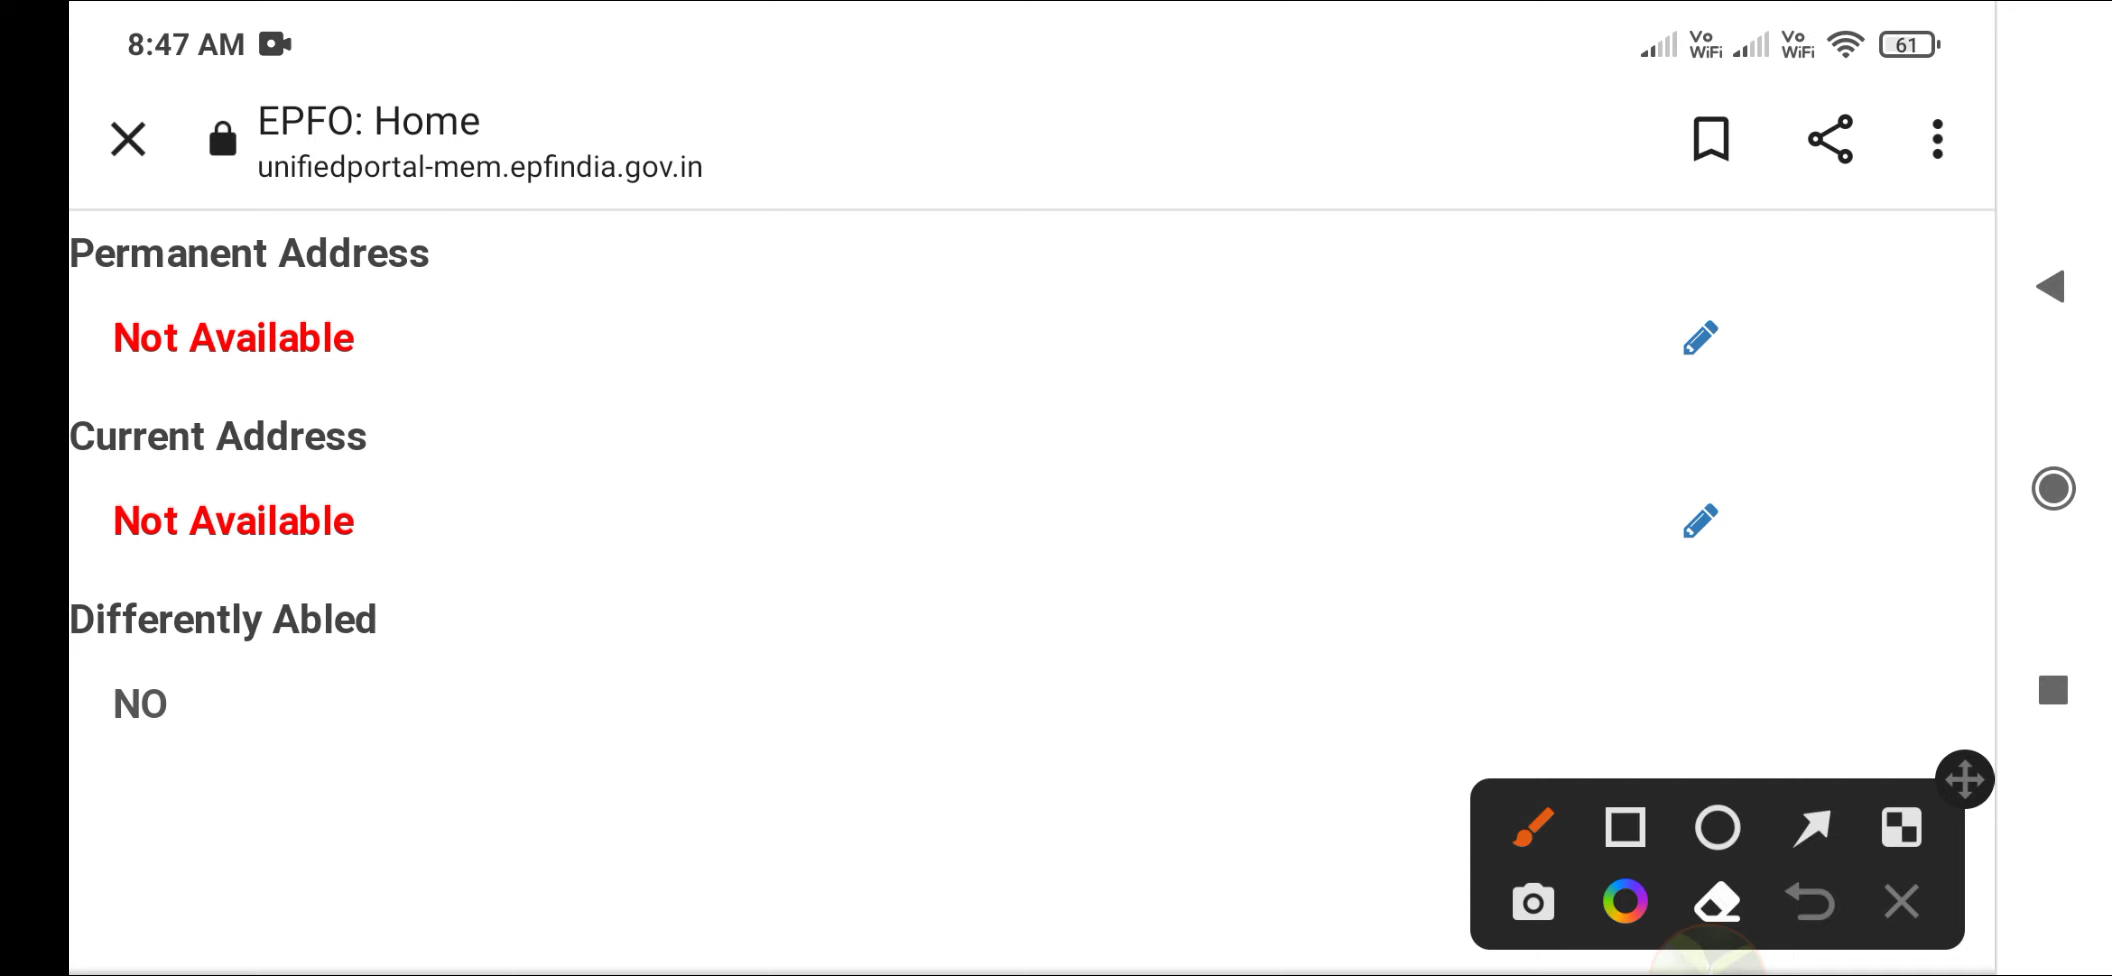 8:47 AM
Vo WiFi Vo WiFi 61
EPFO: Home
unifiedportal-mem.epfindia.gov.in
Permanent Address
Not Available
Current Address
Not Available
Differently Abled
NO